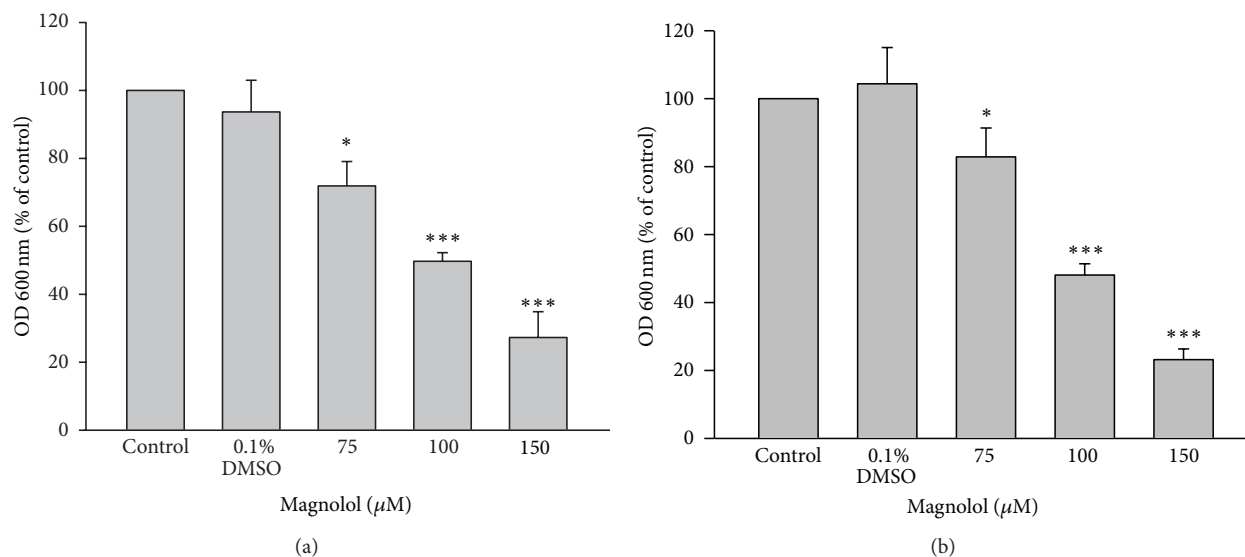 120
100
80
60
40
20
0
OD 600 nm (% of control)
*
***
***
Control
0.1%
DMSO
75
100
150
Magnolol (μM)
(a)
120
100
80
60
40
20
0
OD 600 nm (% of control)
*
***
***
Control
0.1%
DMSO
75
100
150
Magnolol (μM)
(b)